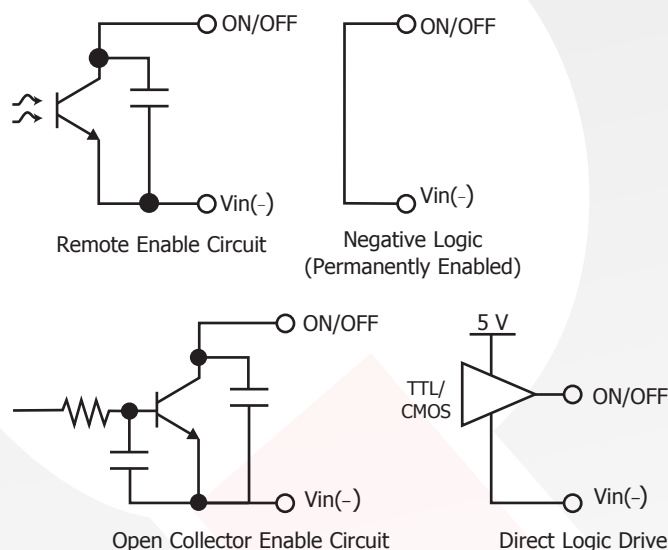 ON/OFF
Vin(–)
Remote Enable Circuit
ON/OFF
Vin(–)
Negative Logic
(Permanently Enabled)
ON/OFF
Vin(–)
Open Collector Enable Circuit
5 V
TTL/
CMOS
ON/OFF
Vin(–)
Direct Logic Drive